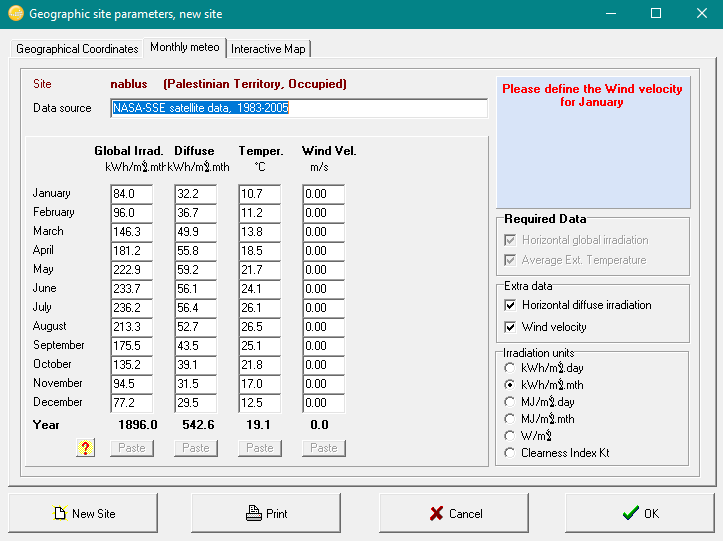 Geographic site parameters, new site
Geographical Coordinates Monthly meteo Interactive Map
Site nablus (Palestinian Territory, Occupied)
Data source NASA-SSE satellite data, 1983-2005
Please define the Wind velocity
for January
Global Irrad. Diffuse Temper. Wind Vel.
kWh/m².mth kWh/m².mth °C m/s
January 84.0 32.2 10.7 0.00
February 96.0 36.7 11.2 0.00
March 146.3 49.9 13.8 0.00
April 181.2 55.8 18.5 0.00
May 222.9 59.2 21.7 0.00
June 233.7 56.1 24.1 0.00
July 236.2 56.4 26.1 0.00
August 213.3 52.7 26.5 0.00
September 175.5 43.5 25.1 0.00
October 135.2 39.1 21.8 0.00
November 94.5 31.5 17.0 0.00
December 77.2 29.5 12.5 0.00
Year 1896.0 542.6 19.1 0.0
? Paste Paste Paste Paste
Required Data
Horizontal global irradiation
Average Ext. Temperature
Extra data
Horizontal diffuse irradiation
Wind velocity
Irradiation units
kWh/m².day
kWh/m².mth
MJ/m².day
MJ/m².mth
W/m²
Clearness Index Kt
New Site Print Cancel OK